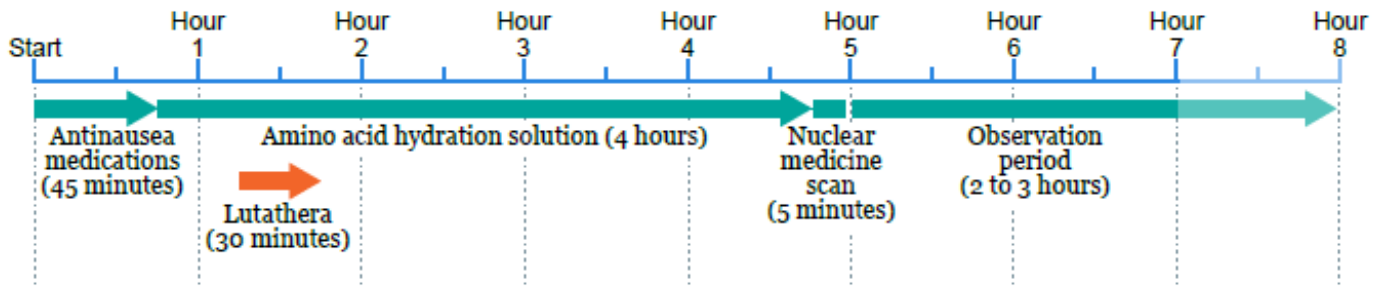 Start
Hour
1
Hour
2
Hour
3
Hour
4
Hour
5
Hour
6
Hour
7
Hour
8
Antinausea
medications
(45 minutes)
Amino acid hydration solution (4 hours)
Lutathera
(30 minutes)
Nuclear
medicine
scan
(5 minutes)
Observation
period
(2 to 3 hours)